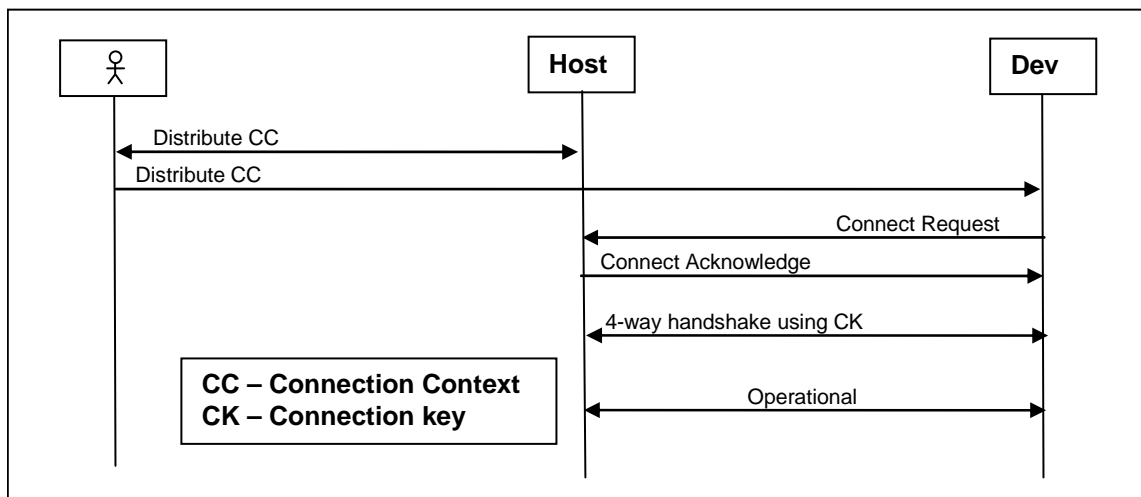 Host
Dev
Distribute CC
Distribute CC
Connect Request
Connect Acknowledge
4-way handshake using CK
CC – Connection Context
CK – Connection key
Operational